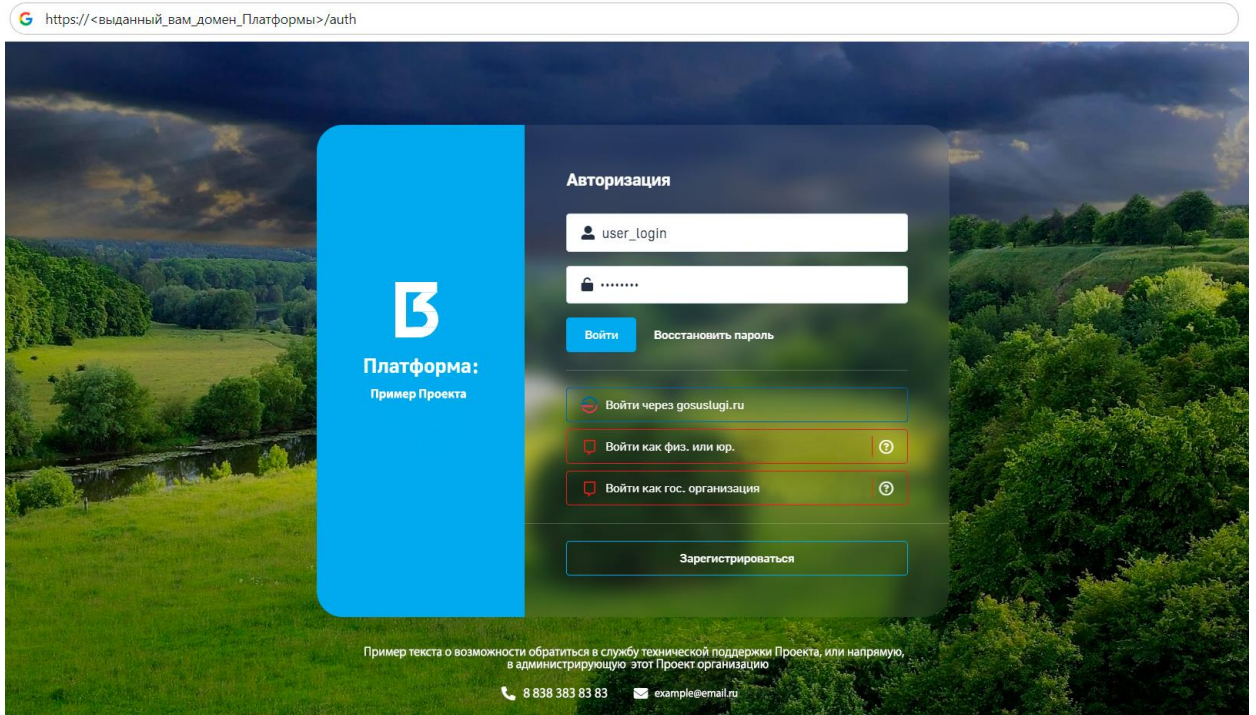 https://<выданный_вам_домен_Платформы>/auth
Авторизация
user_login
••••••••
Войти
Восстановить пароль
Платформа:
Пример Проекта
Войти через gosuslugi.ru
Войти как физ. или юр.
Войти как гос. организация
Зарегистрироваться
Пример текста о возможности обратиться в службу технической поддержки Проекта, или напрямую,
в администрирующую этот Проект организацию
8 838 383 83 83
example@email.ru